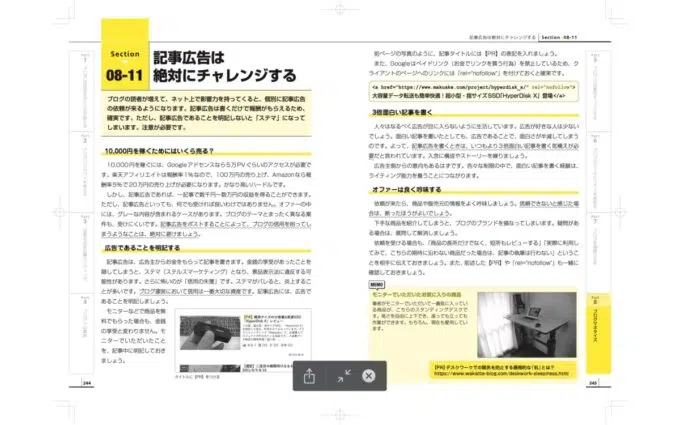 Section
08-11
記事広告は
絶対にチャレンジする
ブログの読者が増えて、ネット上で影響力を持ってくると、個別に記事広告
の依頼が来るようになります。記事広告は書くだけで報酬がもらえるため、
確実です。ただし、記事広告であることを明記しないと「ステマ」になって
しまいます。注意が必要です。
10,000円を稼ぐためにはいくら売る?
10,000円を稼ぐには、Googleアドセンスなら5万PVぐらいのアクセスが必要で
す。楽天アフィリエイトは報酬率1%なので、100万円の売り上げ、Amazonなら報
酬率5%で20万円の売り上げが必要になります。かなり高いハードルです。
しかし、記事広告であれば、一記事で数千円〜数万円の収益を得ることができます。
ただし、記事広告といっても、何でも受ければ良いわけではありません。オファーの中
には、グレーな内容が含まれるケースがあります。ブログのテーマとまったく異なる案
件も、受けにくいです。記事広告をポストすることによって、ブログの信用を損ってし
まうようなことは、絶対に避けましょう。
広告であることを明記する
記事広告は、広告主からお金をもらって記事を書きます。金銭の享受があったことを
隠してしまうと、ステマ(ステルスマーケティング)となり、景品表示法に違反する可
能性があります。さらに怖いのが「信用の失墜」です。ステマがバレると、炎上するこ
とが多いです。ブログ運営において信用は一番大切な資産です。記事広告には、広告で
あることを明記しましょう。
モニターなどで商品を無
料でもらった場合も、金銭
の享受と変わりません。モ
ニターでいただいたこと
を、記事中に明記しておき
ましょう。
タイトルに【PR】をつける
244
記事広告は絶対にチャレンジする Section 08-11
前ページの写真のように、記事タイトルには【PR】の表記を入れましょう。
また、Googleはペイドリンク(お金でリンクを買う行為)を禁止しているため、ク
ライアントのページへのリンクには「rel="nofollow"」を付けておくと確実です。
<a href="https://www.makuake.com/project/hyperdisk_x/" rel="nofollow">
大容量データ転送も簡単快適!超小型・指サイズSSD「HyperDisk X」登場</a>
3倍面白い記事を書く
人々はなるべく広告が目に入らないように生活しています。広告が好きな人は少ない
でしょう。面白い記事を書いたとしても、広告であることで、面白さが半減してしまう
のです。よって、記事広告を書くときは、いつもより3倍面白い記事を書く気構えが必
要だと言われています。入念に構成やストーリーを練りましょう。
広告主側からの意向もあるはずです。色々な制限の中で、面白い記事を書く経験は、
ライティング能力を養うことにつながります。
オファーは良く吟味する
依頼が来たら、商品や販売元の情報をよく吟味しましょう。信頼できないと感じた場
合は、断ったほうがよいでしょう。
下手な商品を紹介してしまうと、ブログのブランドを損なってしまいます。疑問があ
る場合は、質問して解消しましょう。
依頼を受ける場合も、「商品の長所だけでなく、短所もレビューする」「実際に利用し
てみて、こちらの期待に沿わない商品だった場合は、記事の執筆は行わない」というこ
とを相手に伝えておきましょう。また、前述した【PR】や「rel="nofollow"」も一緒に
確認しておきましょう。
MEMO
モニターでいただいたお気に入りの商品
【PR】デスクワークでの眠気を防止する最強的な「机」とは?
https://www.wakatta-blog.com/deskwork-sleepiness.html
245